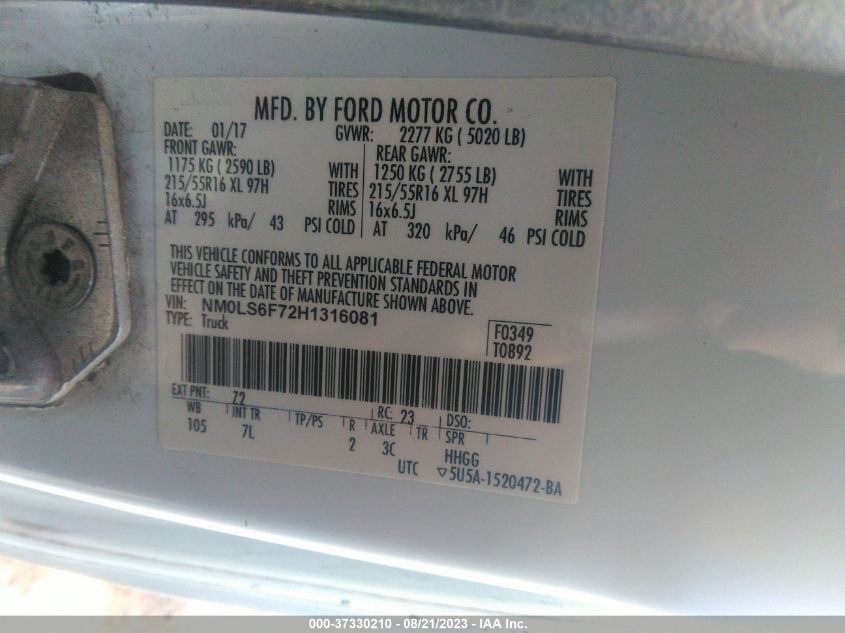 MFD. BY FORD MOTOR CO.
DATE: 01/17 GVWR: 2277 KG ( 5020 LB)
FRONT GAWR: REAR GAWR:
1175 KG ( 2590 LB) WITH 1250 KG ( 2755 LB) WITH
215/55R16 XL 97H TIRES 215/55R16 XL 97H TIRES
16x6.5J RIMS 16x6.5J RIMS
AT 295 kPa/ 43 PSI COLD AT 320 kPa/ 46 PSI COLD
THIS VEHICLE CONFORMS TO ALL APPLICABLE FEDERAL MOTOR
VEHICLE SAFETY AND THEFT PREVENTION STANDARDS IN
EFFECT ON THE DATE OF MANUFACTURE SHOWN ABOVE.
VIN: NM0LS6F72H1316081
TYPE: Truck
F0349
T0892
EXT PNT: 72 RC: 23 DSO:
WB INT TR TP/PS R AXLE TR SPR
105 7L 2 3C HHGG
UTC ▽5U5A-1520472-BA
000-37330210 - 08/21/2023 - COPYRIGHT IAA, LLC